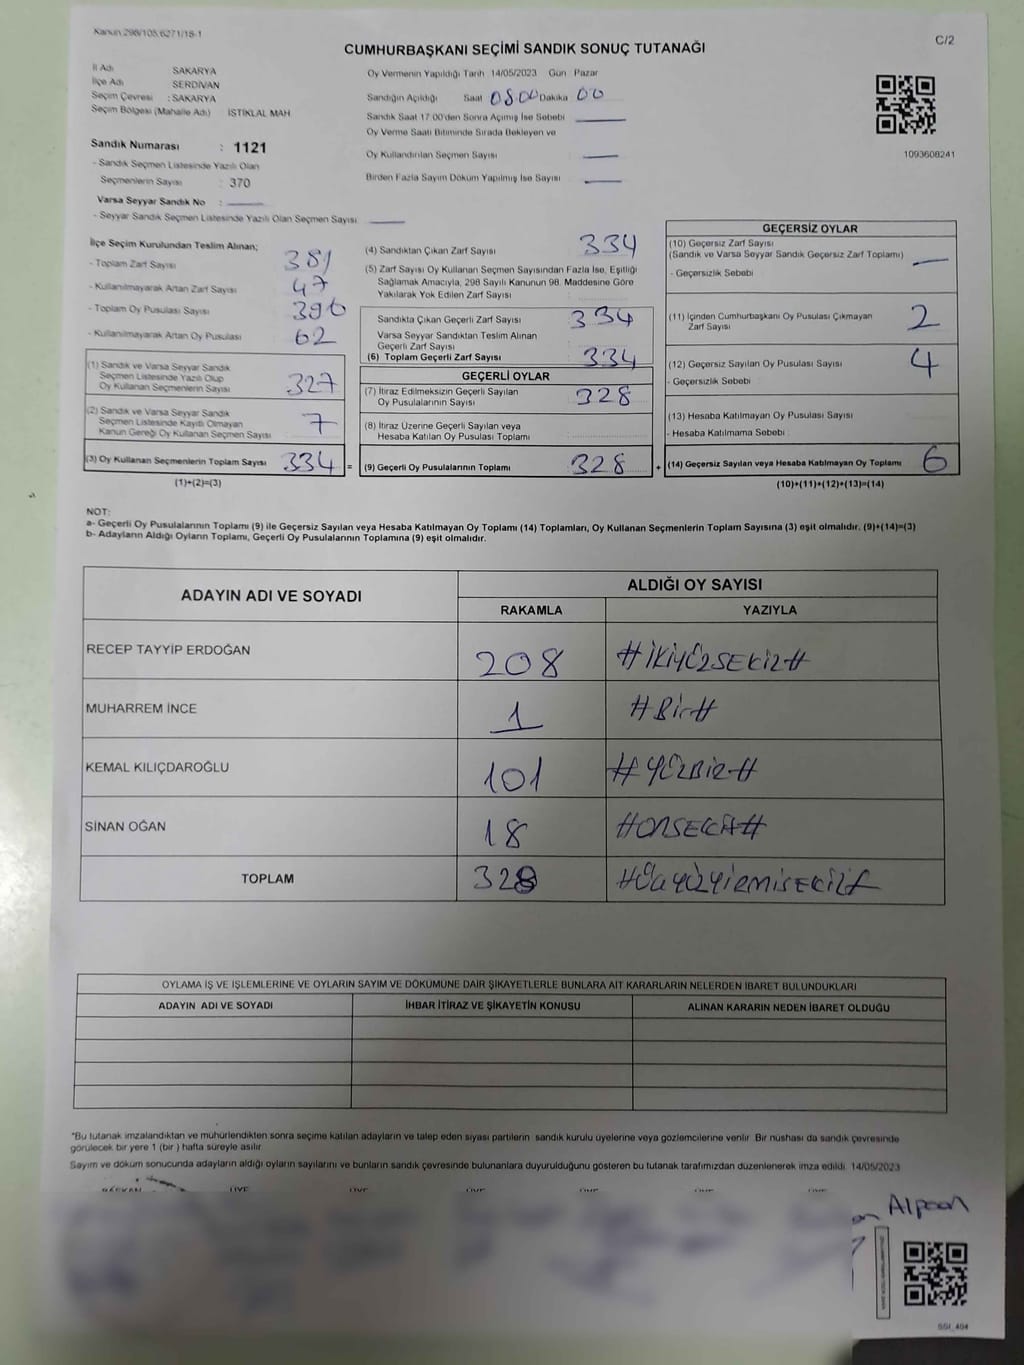 Kanun 298/105,6271/18-1
C/2
CUMHURBAŞKANI SEÇİMİ SANDIK SONUÇ TUTANAĞI
İl Adı SAKARYA
İlçe Adı SERDİVAN
Seçim Çevresi : SAKARYA
Seçim Bölgesi (Mahalle Adı) İSTİKLAL MAH
Oy Vermenin Yapıldığı Tarih 14/05/2023 Gün : Pazar
Sandığın Açıldığı Saat 08.00 Dakika 00
Sandık Saat 17.00'den Sonra Açımış İse Sebebi
Oy Verme Saati Bitiminde Sırada Bekleyen ve
Oy Kullandırılan Seçmen Sayısı :
Birden Fazla Sayım Döküm Yapılmış İse Sayısı :
1093608241
Sandık Numarası : 1121
- Sandık Seçmen Listesinde Yazılı Olan
Seçmenlerin Sayısı : 370
Varsa Seyyar Sandık No :
- Seyyar Sandık Seçmen Listesinde Yazılı Olan Seçmen Sayısı
İlçe Seçim Kurulundan Teslim Alınan;
- Toplam Zarf Sayısı 381
- Kullanılmayarak Artan Zarf Sayısı 47
- Toplam Oy Pusulası Sayısı 396
- Kullanılmayarak Artan Oy Pusulası 62
(1) Sandık ve Varsa Seyyar Sandık
Seçmen Listesinde Yazılı Olup
Oy Kullanan Seçmenlerin Sayısı 327
(2) Sandık ve Varsa Seyyar Sandık
Seçmen Listesinde Kayıtlı Olmayan
Kanun Gereği Oy Kullanan Seçmen Sayısı 7
(3) Oy Kullanan Seçmenlerin Toplam Sayısı 334 =
(1)+(2)=(3)
(4) Sandıktan Çıkan Zarf Sayısı 334
(5) Zarf Sayısı Oy Kullanan Seçmen Sayısından Fazla İse, Eşitliği
Sağlamak Amacıyla, 298 Sayılı Kanunun 98. Maddesine Göre
Yakılarak Yok Edilen Zarf Sayısı
Sandıkta Çıkan Geçerli Zarf Sayısı 334
Varsa Seyyar Sandıktan Teslim Alınan
Geçerli Zarf Sayısı
(6) Toplam Geçerli Zarf Sayısı 334
GEÇERLİ OYLAR
(7) İtiraz Edilmeksizin Geçerli Sayılan
Oy Pusulalarının Sayısı 328
(8) İtiraz Üzerine Geçerli Sayılan veya
Hesaba Katılan Oy Pusulası Toplamı
(9) Geçerli Oy Pusulalarının Toplamı 328 +
GEÇERSİZ OYLAR
(10) Geçersiz Zarf Sayısı
(Sandık ve Varsa Seyyar Sandık Geçersiz Zarf Toplamı)
- Geçersizlik Sebebi
(11) İçinden Cumhurbaşkanı Oy Pusulası Çıkmayan
Zarf Sayısı 2
(12) Geçersiz Sayılan Oy Pusulası Sayısı 4
- Geçersizlik Sebebi
(13) Hesaba Katılmayan Oy Pusulası Sayısı
- Hesaba Katılmama Sebebi
(14) Geçersiz Sayılan veya Hesaba Katılmayan Oy Toplamı 6
(10)+(11)+(12)+(13)=(14)
NOT:
a- Geçerli Oy Pusulalarının Toplamı (9) ile Geçersiz Sayılan veya Hesaba Katılmayan Oy Toplamı (14) Toplamları, Oy Kullanan Seçmenlerin Toplam Sayısına (3) eşit olmalıdır. (9)+(14)=(3)
b- Adayların Aldığı Oyların Toplamı, Geçerli Oy Pusulalarının Toplamına (9) eşit olmalıdır.
ADAYIN ADI VE SOYADI
ALDIĞI OY SAYISI
RAKAMLA YAZIYLA
RECEP TAYYİP ERDOĞAN 208 #İKİYÜZSEKİZ#
MUHARREM İNCE 1 #Bir#
KEMAL KILIÇDAROĞLU 101 #YÜZBİR#
SİNAN OĞAN 18 #ONSEKİZ#
TOPLAM 328 #ÜÇYÜZYİRMİSEKİZ#
OYLAMA İŞ VE İŞLEMLERİNE VE OYLARIN SAYIM VE DÖKÜMÜNE DAİR ŞİKAYETLERLE BUNLARA AİT KARARLARIN NELERDEN İBARET BULUNDUKLARI
ADAYIN ADI VE SOYADI İHBAR İTİRAZ VE ŞİKAYETİN KONUSU ALINAN KARARIN NEDEN İBARET OLDUĞU
*Bu tutanak imzalandıktan ve mühürlendikten sonra seçime katılan adayların ve talep eden siyasi partilerin sandık kurulu üyelerine veya gözlemcilerine verilir. Bir nushası da sandık çevresinde
görülecek bir yere 1 (bir ) hafta süreyle asılır
Sayım ve döküm sonucunda adayların aldığı oyların sayılarını ve bunların sandık çevresinde bulunanlara duyurulduğunu gösteren bu tutanak tarafımızdan düzenlenerek imza edildi. 14/05/2023
BAŞKAN ÜYE ÜYE ÜYE ÜYE ÜYE ÜYE